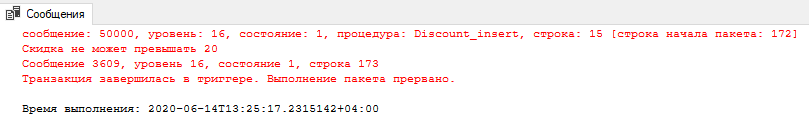 Сообщения
сообщение: 50000, уровень: 16, состояние: 1, процедура: Discount_insert, строка: 15 [строка начала пакета: 172]
Скидка не может превышать 20
Сообщение 3609, уровень 16, состояние 1, строка 173
Транзакция завершилась в триггере. Выполнение пакета прервано.
Время выполнения: 2020-06-14T13:25:17.2315142+04:00